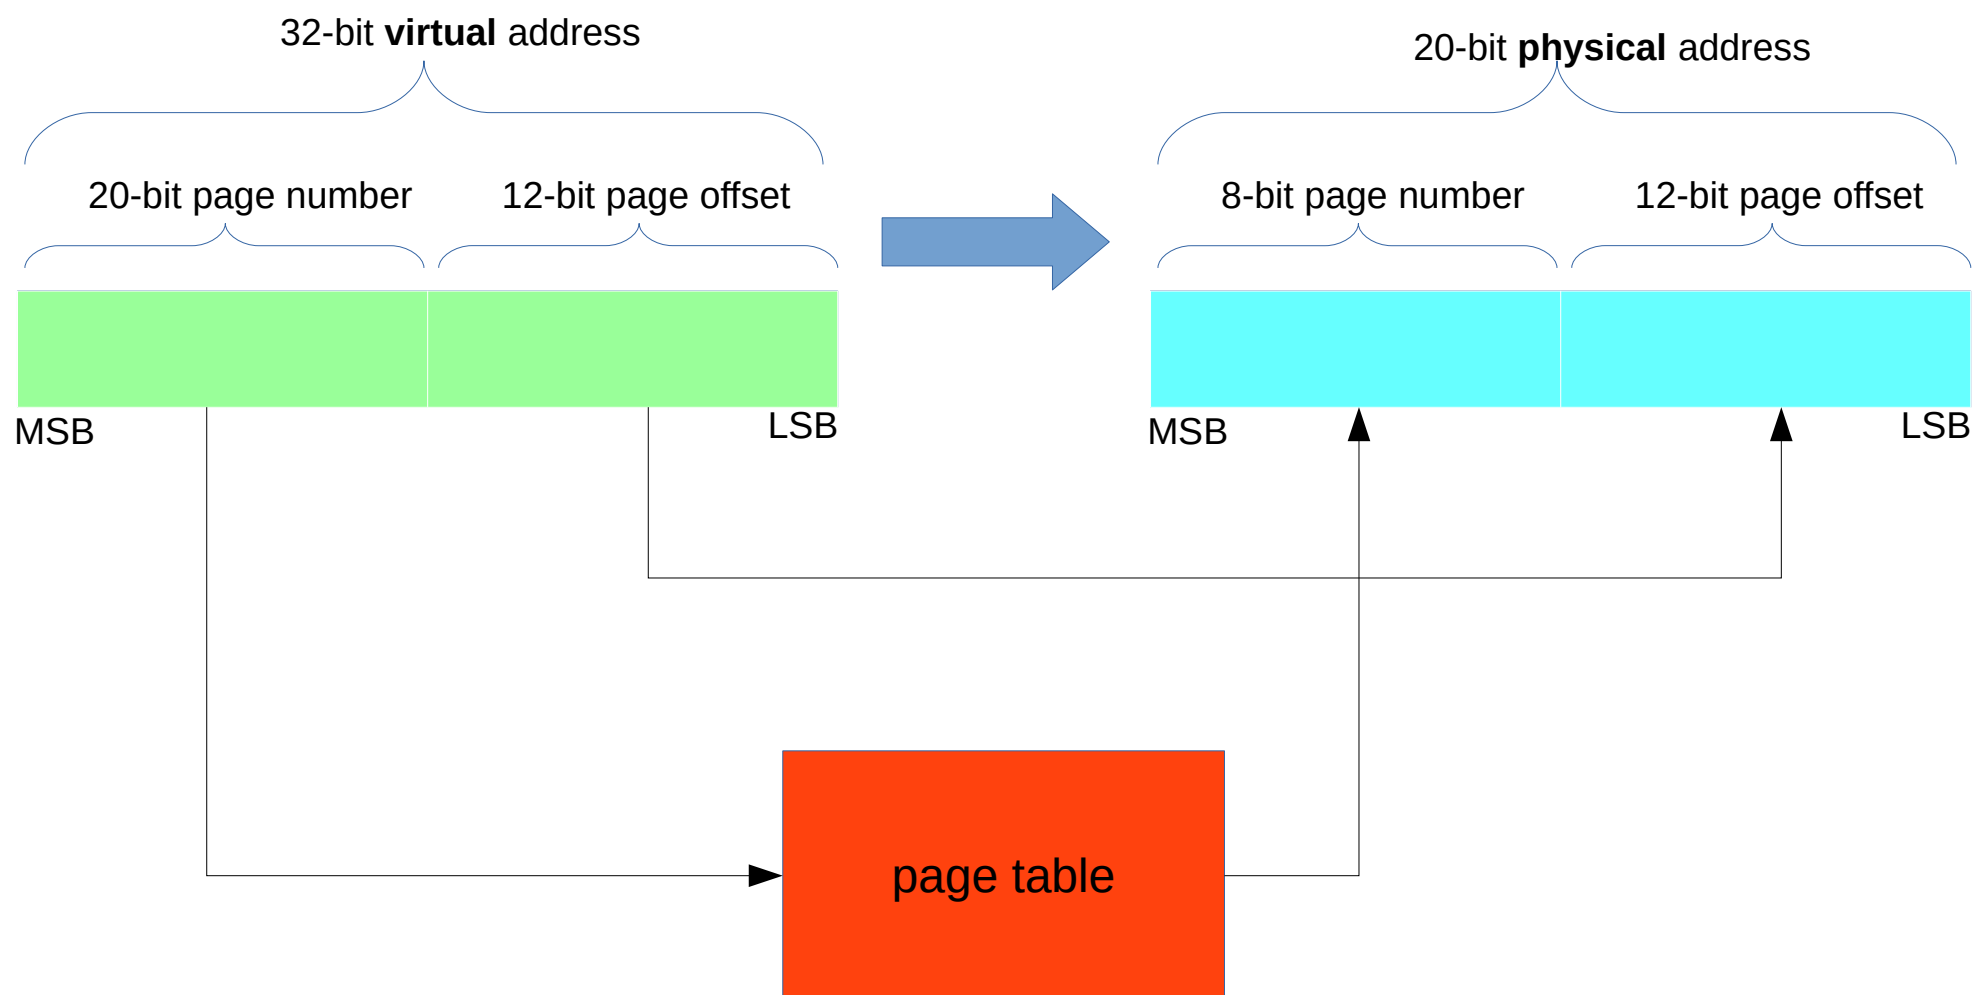 32-bit virtual address
20-bit physical address
20-bit page number
12-bit page offset
8-bit page number
12-bit page offset
MSB
LSB
MSB
LSB
page table